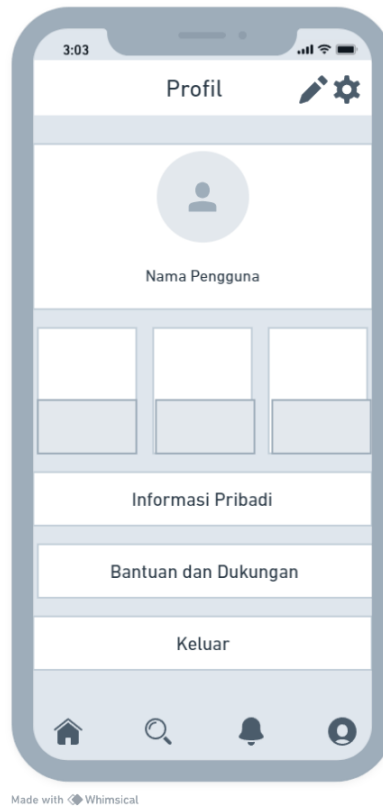 3:03
Profil
Nama Pengguna
Informasi Pribadi
Bantuan dan Dukungan
Keluar
Made with Whimsical